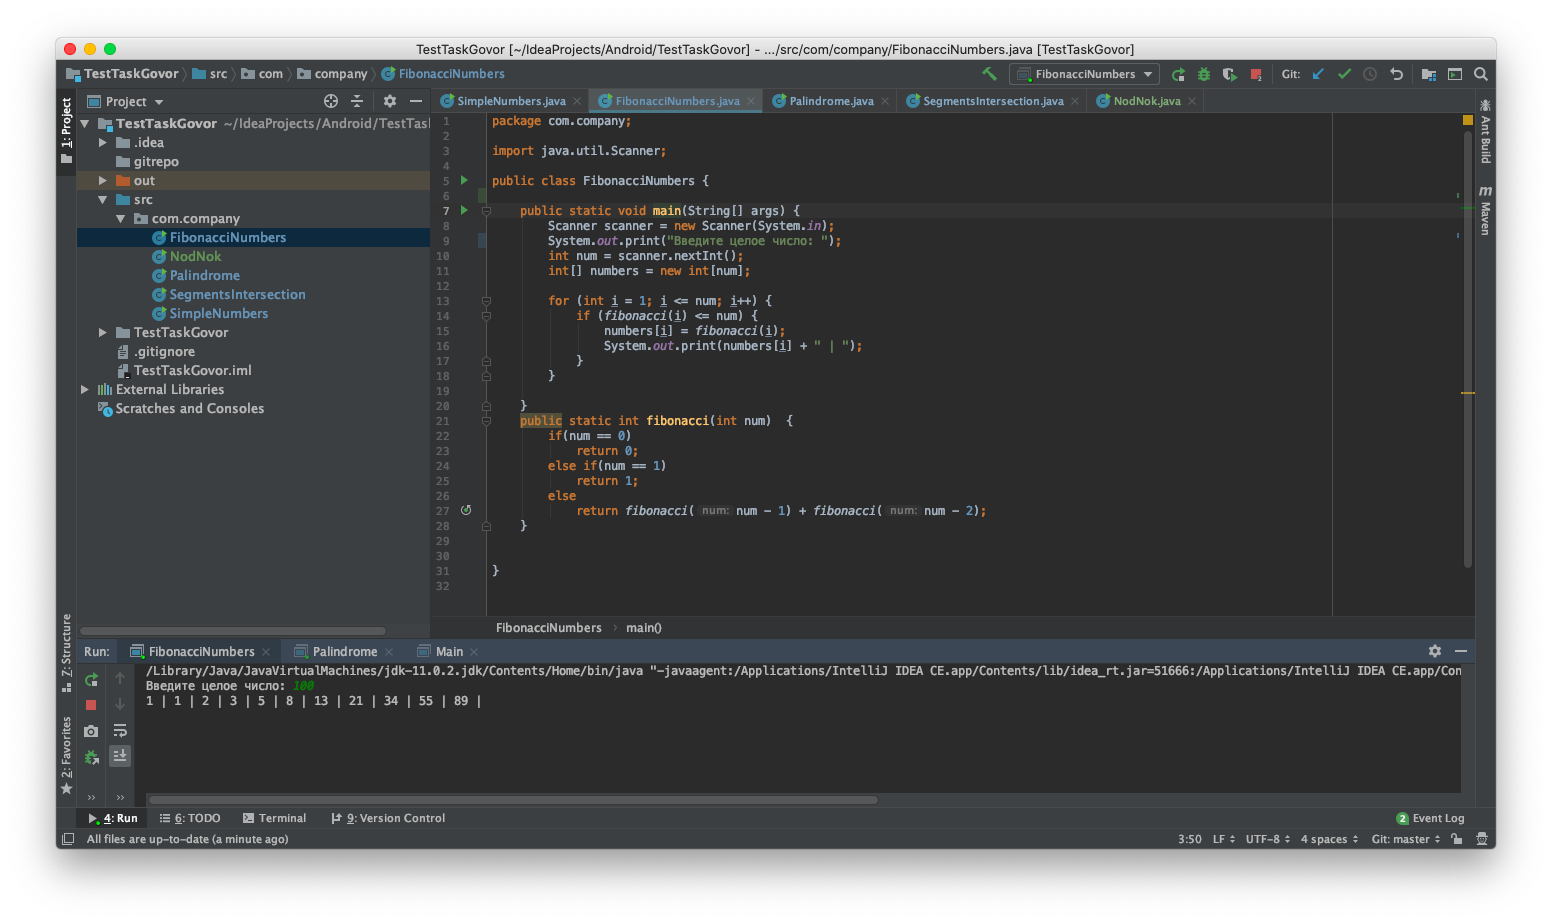 TestTaskGovor [~/IdeaProjects/Android/TestTaskGovor] - .../src/com/company/FibonacciNumbers.java [TestTaskGovor]
TestTaskGovor src com company FibonacciNumbers FibonacciNumbers Git:
1: Project
Project
SimpleNumbers.java FibonacciNumbers.java Palindrome.java SegmentsIntersection.java NodNok.java
TestTaskGovor ~/IdeaProjects/Android/TestTas
.idea
gitrepo
out
src
com.company
FibonacciNumbers
NodNok
Palindrome
SegmentsIntersection
SimpleNumbers
TestTaskGovor
.gitignore
TestTaskGovor.iml
External Libraries
Scratches and Consoles
1 package com.company;
2
3 import java.util.Scanner;
4
5 public class FibonacciNumbers {
6
7 public static void main(String[] args) {
8 Scanner scanner = new Scanner(System.in);
9 System.out.print("Введите целое число: ");
10 int num = scanner.nextInt();
11 int[] numbers = new int[num];
12
13 for (int i = 1; i <= num; i++) {
14 if (fibonacci(i) <= num) {
15 numbers[i] = fibonacci(i);
16 System.out.print(numbers[i] + " | ");
17 }
18 }
19
20 }
21 public static int fibonacci(int num) {
22 if(num == 0)
23 return 0;
24 else if(num == 1)
25 return 1;
26 else
27 return fibonacci( num: num - 1) + fibonacci( num: num - 2);
28 }
29
30
31 }
32
FibonacciNumbers main()
Ant Build
m Maven
Z: Structure
2: Favorites
Run: FibonacciNumbers Palindrome Main
/Library/Java/JavaVirtualMachines/jdk-11.0.2.jdk/Contents/Home/bin/java "-javaagent:/Applications/IntelliJ IDEA CE.app/Contents/lib/idea_rt.jar=51666:/Applications/IntelliJ IDEA CE.app/Con
Введите целое число: 100
1 | 1 | 2 | 3 | 5 | 8 | 13 | 21 | 34 | 55 | 89 |
4: Run 6: TODO Terminal 9: Version Control 2 Event Log
All files are up-to-date (a minute ago) 3:50 LF UTF-8 4 spaces Git: master